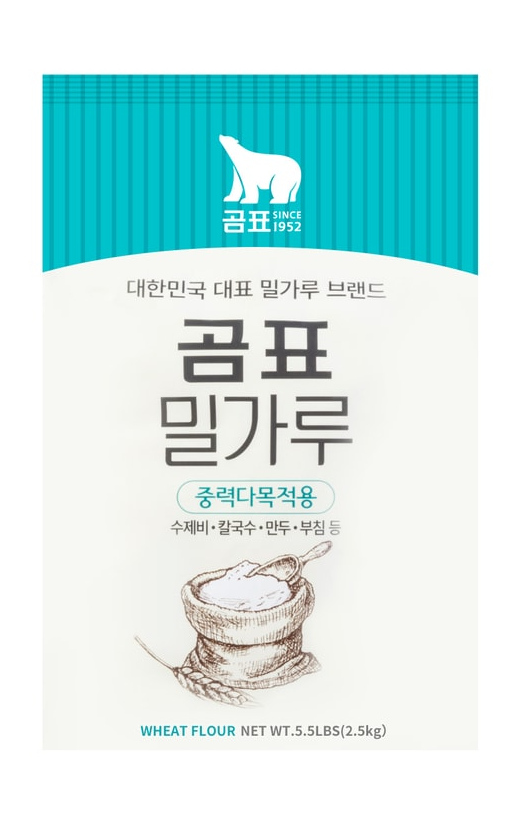 곰표 SINCE 1952
대한민국 대표 밀가루 브랜드
곰표
밀가루
중력다목적용
수제비•칼국수•만두•부침 등
WHEAT FLOUR NET WT.5.5LBS(2.5kg)